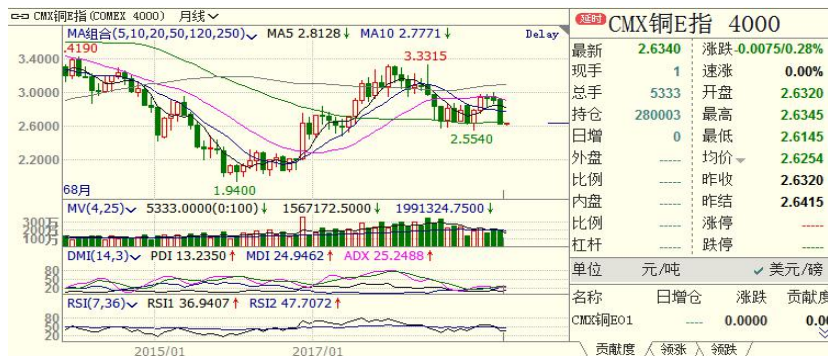 CMX铜E指(COMEX 4000) 月线
MA组合(5,10,20,50,120,250) MA5 2.8128↓ MA10 2.7771↓ Delay
.4190
3.4000
3.3315
3.0000
2.6000
2.5540
2.2000
1.9400
68月
MV(4,25) 5333.0000(0:100)↓ 1567172.5000↑ 1991324.7500↓
300万
100万
DMI(14,3) PDI 13.2350↑ MDI 24.9462↑ ADX 25.2488↑
80
20
RSI(7,36) RSI1 36.9407↑ RSI2 47.7072↑
80
50
20
2015/01 2017/01
延时 CMX铜E指 4000
最新 2.6340 涨跌 -0.0075/0.28%
现手 1 速涨 0.00%
总手 5333 开盘 2.6320
持仓 280003 最高 2.6345
日增 0 最低 2.6145
外盘 ----- 均价 2.6254
比例 ----- 昨收 2.6320
内盘 ----- 昨结 2.6415
比例 ----- 涨停 -----
杠杆 ----- 跌停 -----
单位 元/吨 ✓美元/磅
名称 日增仓 涨跌 贡献度
CMX铜E01 ---- 0.0000 0.00
贡献度 领涨 领跌